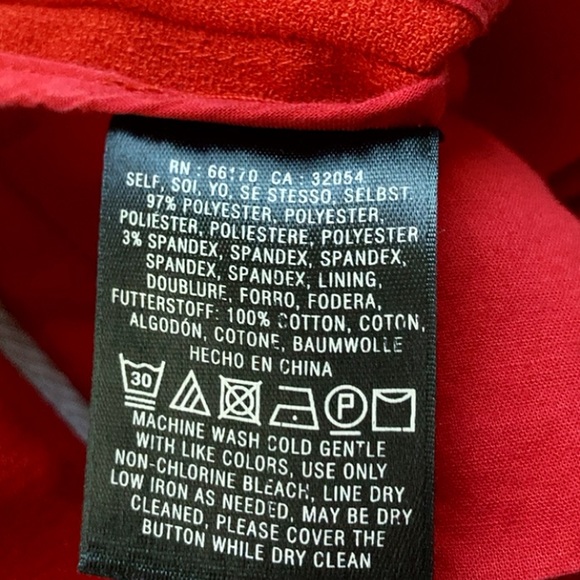 RN : 66170 CA : 32054
SELF, SOI, YO, SE STESSO, SELBST:
97% POLYESTER, POLYESTER,
POLIÉSTER, POLIESTERE, POLYESTER
3% SPANDEX, SPANDEX, SPANDEX,
SPANDEX, SPANDEX, LINING,
DOUBLURE, FORRO, FODERA,
FUTTERSTOFF: 100% COTTON, COTON,
ALGODÓN, COTONE, BAUMWOLLE
HECHO EN CHINA
30 P
MACHINE WASH COLD GENTLE
WITH LIKE COLORS, USE ONLY
NON-CHLORINE BLEACH, LINE DRY
LOW IRON AS NEEDED, MAY BE DRY
CLEANED, PLEASE COVER THE
BUTTON WHILE DRY CLEAN